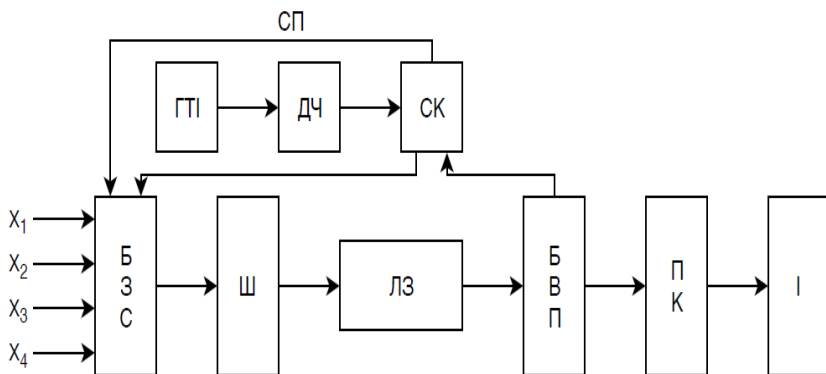 СП
ГТІ
ДЧ
СК
X1
X2
X3
X4
Б
З
С
Ш
ЛЗ
Б
В
П
П
К
І